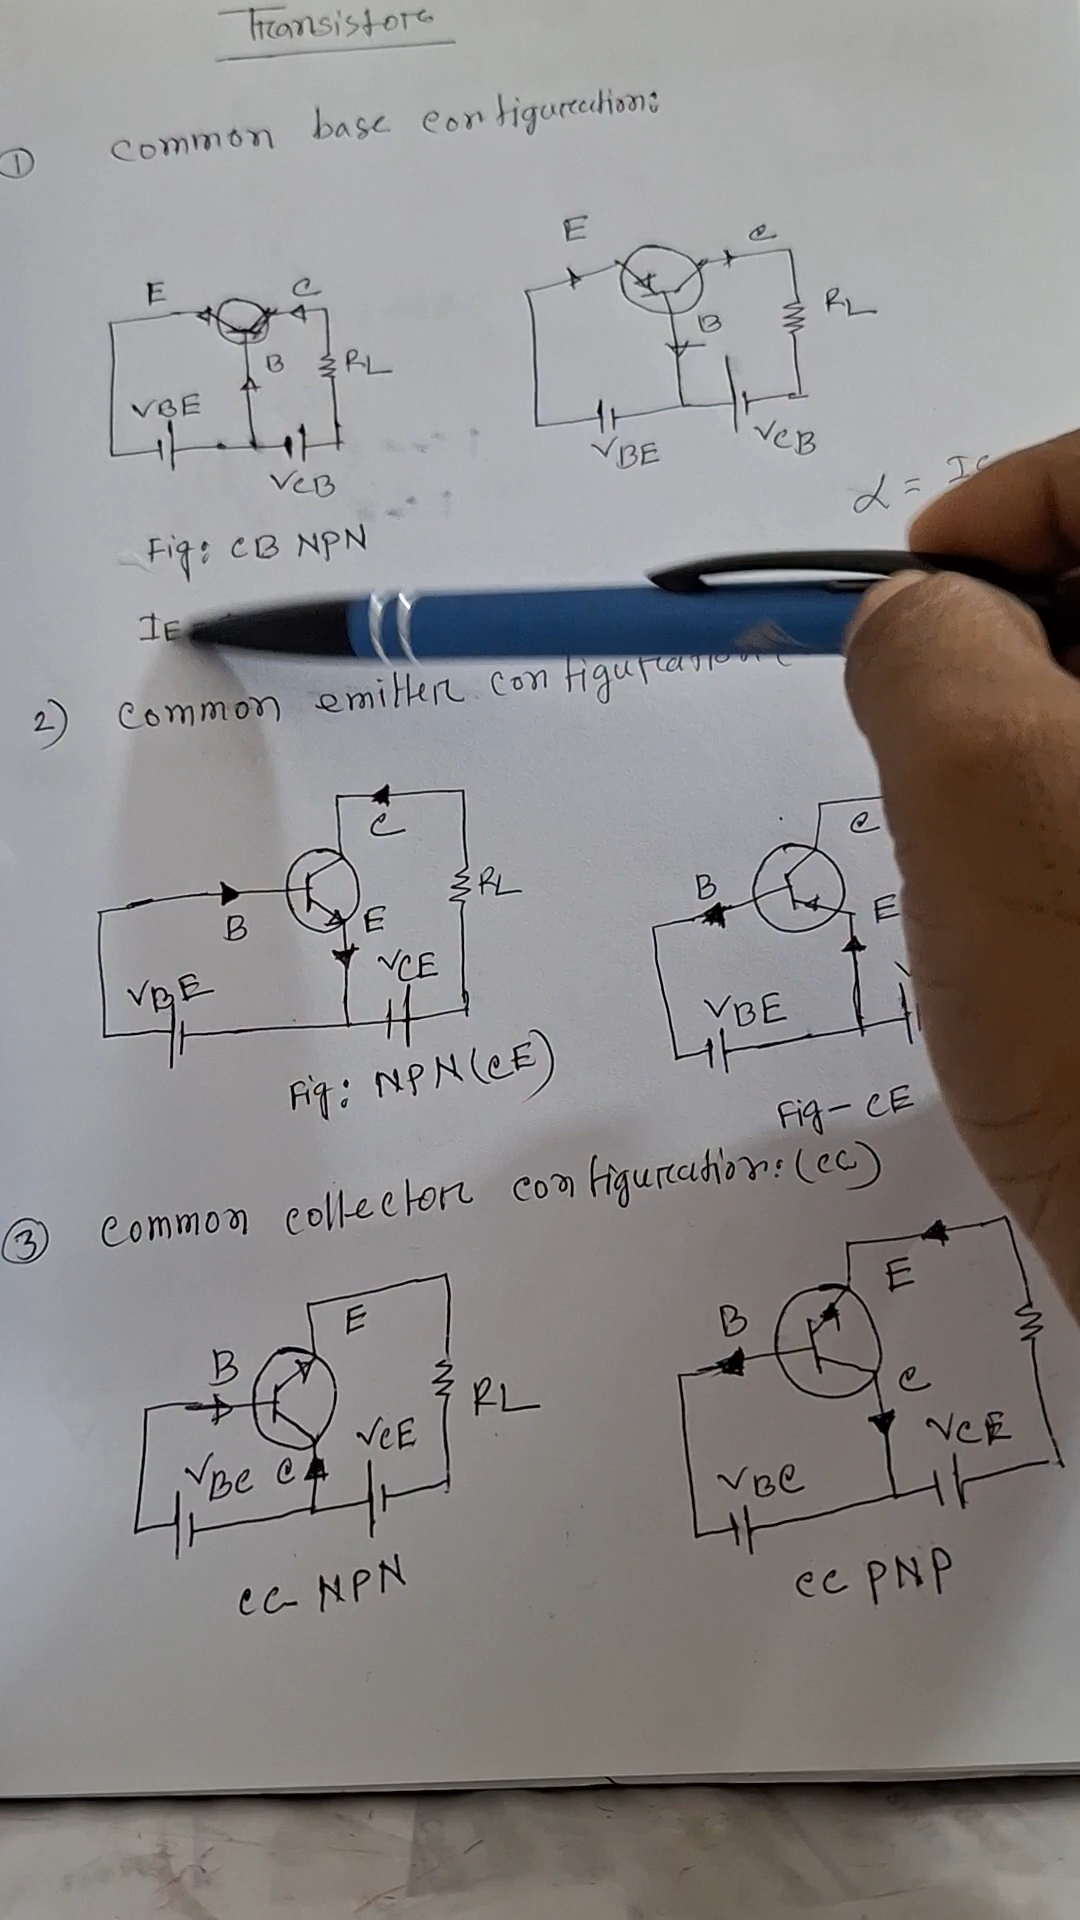 Transistors
① Common base configuration:
E C B RL VBE VCB
E C B RL VBE VCB
Fig: CB NPN
α =
IE
2) Common emitter configuration
C B E RL VBE VCE
B C E VBE
Fig: NPN (CE)
Fig - CE
③ Common collector configuration: (CC)
E B RL VCE VBC C
E B C VCE VBC
CC NPN
CC PNP